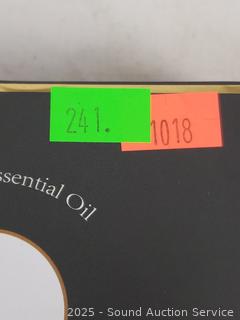 241.
1018
ssential Oil
2025 - Sound Auction Service